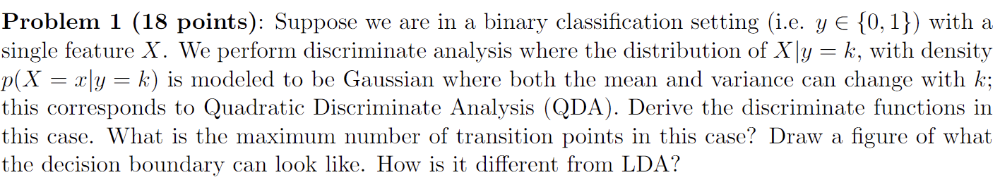 Problem 1 (18 points): Suppose we are in a binary classification setting (i.e. y ∈ {0, 1}) with a
single feature X. We perform discriminate analysis where the distribution of X|y = k, with density
p(X = x|y = k) is modeled to be Gaussian where both the mean and variance can change with k;
this corresponds to Quadratic Discriminate Analysis (QDA). Derive the discriminate functions in
this case. What is the maximum number of transition points in this case? Draw a figure of what
the decision boundary can look like. How is it different from LDA?